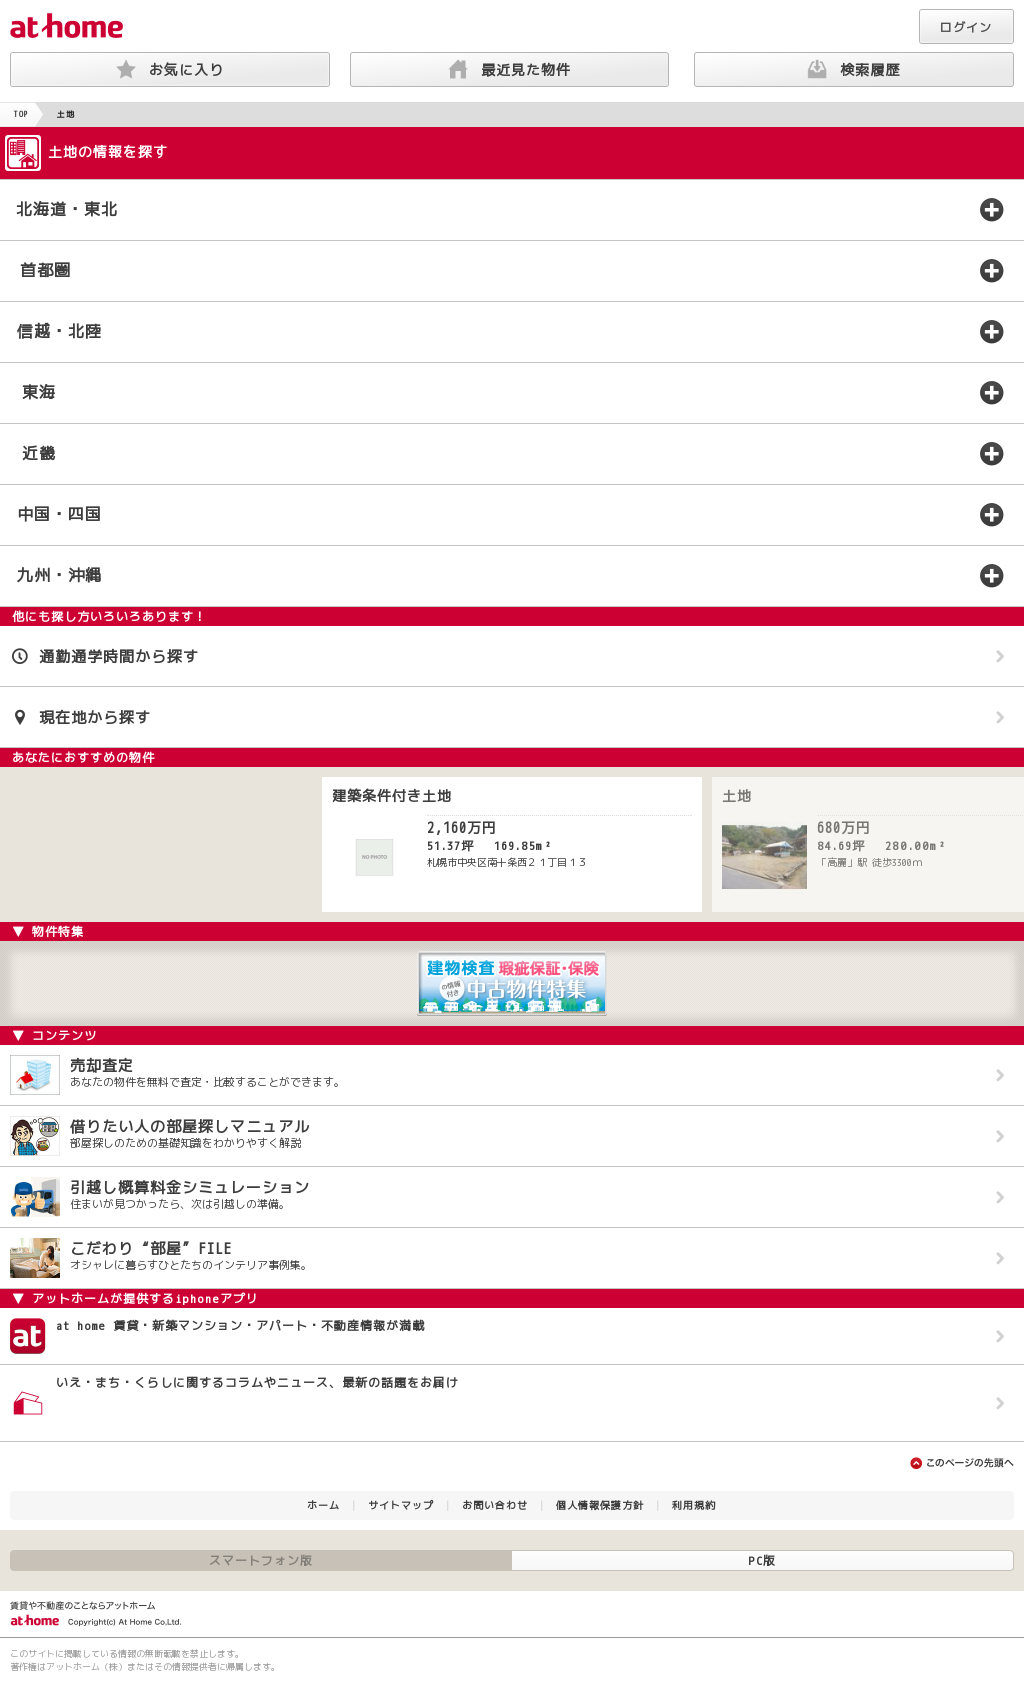 at home
ログイン
お気に入り
最近見た物件
検索履歴
TOP 土地
土地の情報を探す
北海道・東北
首都圏
信越・北陸
東海
近畿
中国・四国
九州・沖縄
他にも探し方いろいろあります！
通勤通学時間から探す
現在地から探す
あなたにおすすめの物件
建築条件付き土地
NO PHOTO
2,160万円
51.37坪 169.85m²
札幌市中央区南十条西２１丁目１３
土地
680万円
84.69坪 280.00m²
「高麗」駅 徒歩3300ｍ
▼ 物件特集
建物検査 瑕疵保証・保険
の情報付き 中古物件特集
▼ コンテンツ
売却査定
あなたの物件を無料で査定・比較することができます。
借りたい人の部屋探しマニュアル
部屋探しのための基礎知識をわかりやすく解説
引越し概算料金シミュレーション
住まいが見つかったら、次は引越しの準備。
こだわり“部屋”FILE
オシャレに暮らすひとたちのインテリア事例集。
▼ アットホームが提供するiphoneアプリ
at
at home 賃貸・新築マンション・アパート・不動産情報が満載
いえ・まち・くらしに関するコラムやニュース、最新の話題をお届け
このページの先頭へ
ホーム ｜ サイトマップ ｜ お問い合わせ ｜ 個人情報保護方針 ｜ 利用規約
スマートフォン版
PC版
賃貸や不動産のことならアットホーム
at home Copyright(c) At Home Co.,Ltd.
このサイトに掲載している情報の無断転載を禁止します。
著作権はアットホーム（株）またはその情報提供者に帰属します。